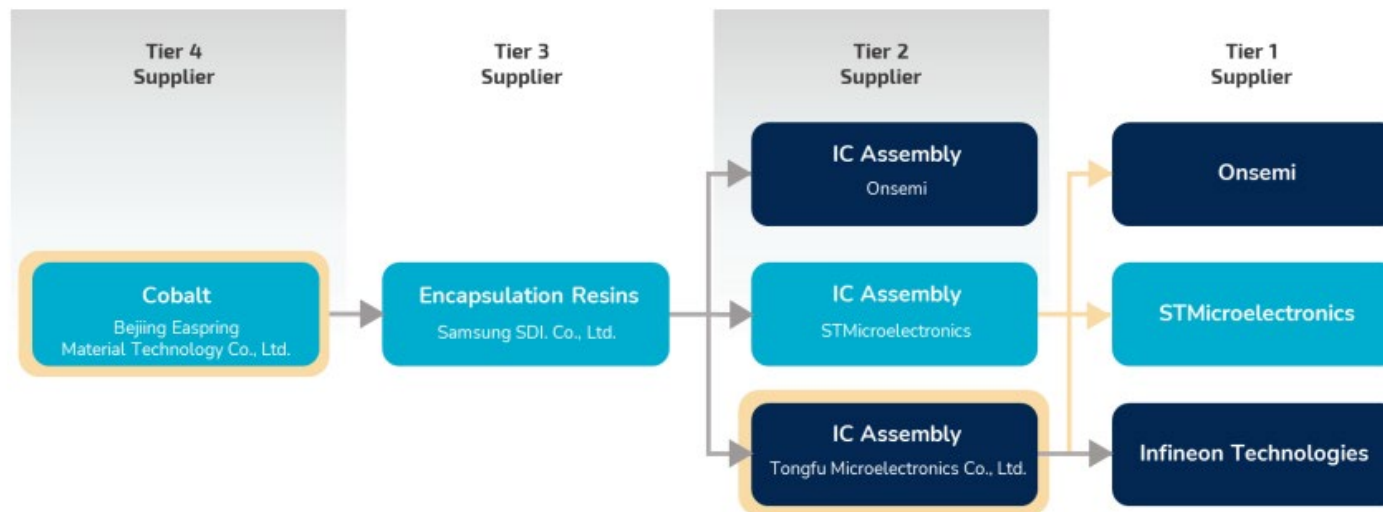 Tier 4
Supplier
Tier 3
Supplier
Tier 2
Supplier
Tier 1
Supplier
Cobalt
Bejiing Easpring
Material Technology Co., Ltd.
Encapsulation Resins
Samsung SDI. Co., Ltd.
IC Assembly
Onsemi
IC Assembly
STMicroelectronics
IC Assembly
Tongfu Microelectronics Co., Ltd.
Onsemi
STMicroelectronics
Infineon Technologies